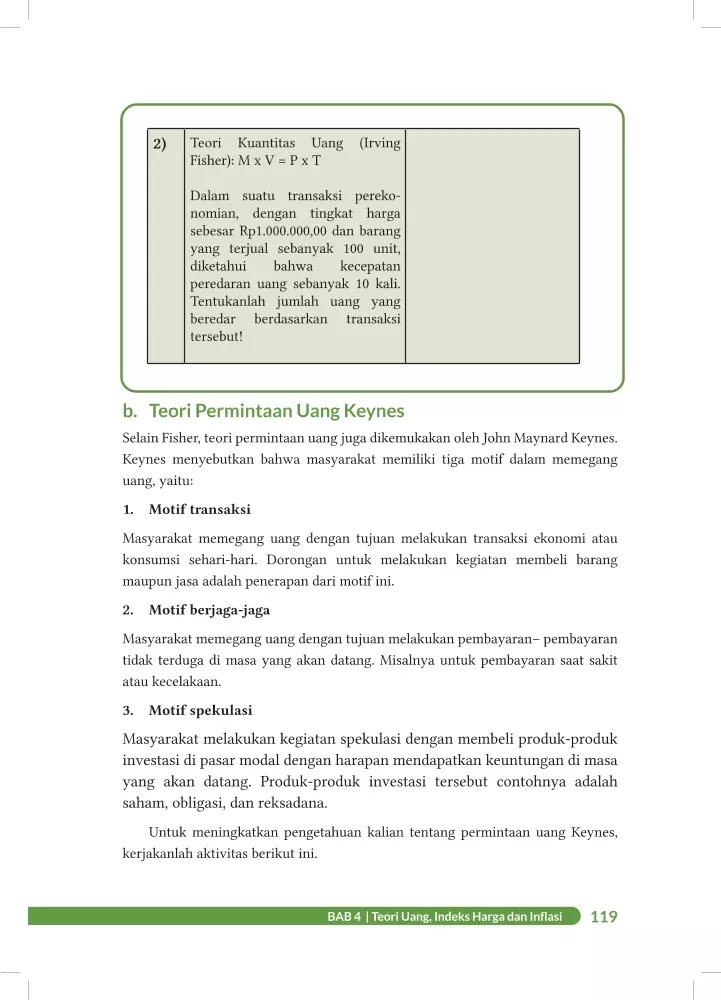 2)
Teori Kuantitas Uang (Irving
Fisher): M x V = P x T
Dalam suatu transaksi pereko-
nomian, dengan tingkat harga
sebesar Rp1.000.000,00 dan barang
yang terjual sebanyak 100 unit,
diketahui bahwa kecepatan
peredaran uang sebanyak 10 kali.
Tentukanlah jumlah uang yang
beredar berdasarkan transaksi
tersebut!
b. Teori Permintaan Uang Keynes
Selain Fisher, teori permintaan uang juga dikemukakan oleh John Maynard Keynes.
Keynes menyebutkan bahwa masyarakat memiliki tiga motif dalam memegang
uang, yaitu:
1. Motif transaksi
Masyarakat memegang uang dengan tujuan melakukan transaksi ekonomi atau
konsumsi sehari-hari. Dorongan untuk melakukan kegiatan membeli barang
maupun jasa adalah penerapan dari motif ini.
2. Motif berjaga-jaga
Masyarakat memegang uang dengan tujuan melakukan pembayaran– pembayaran
tidak terduga di masa yang akan datang. Misalnya untuk pembayaran saat sakit
atau kecelakaan.
3. Motif spekulasi
Masyarakat melakukan kegiatan spekulasi dengan membeli produk-produk
investasi di pasar modal dengan harapan mendapatkan keuntungan di masa
yang akan datang. Produk-produk investasi tersebut contohnya adalah
saham, obligasi, dan reksadana.
Untuk meningkatkan pengetahuan kalian tentang permintaan uang Keynes,
kerjakanlah aktivitas berikut ini.
BAB 4 | Teori Uang, Indeks Harga dan Inflasi 119